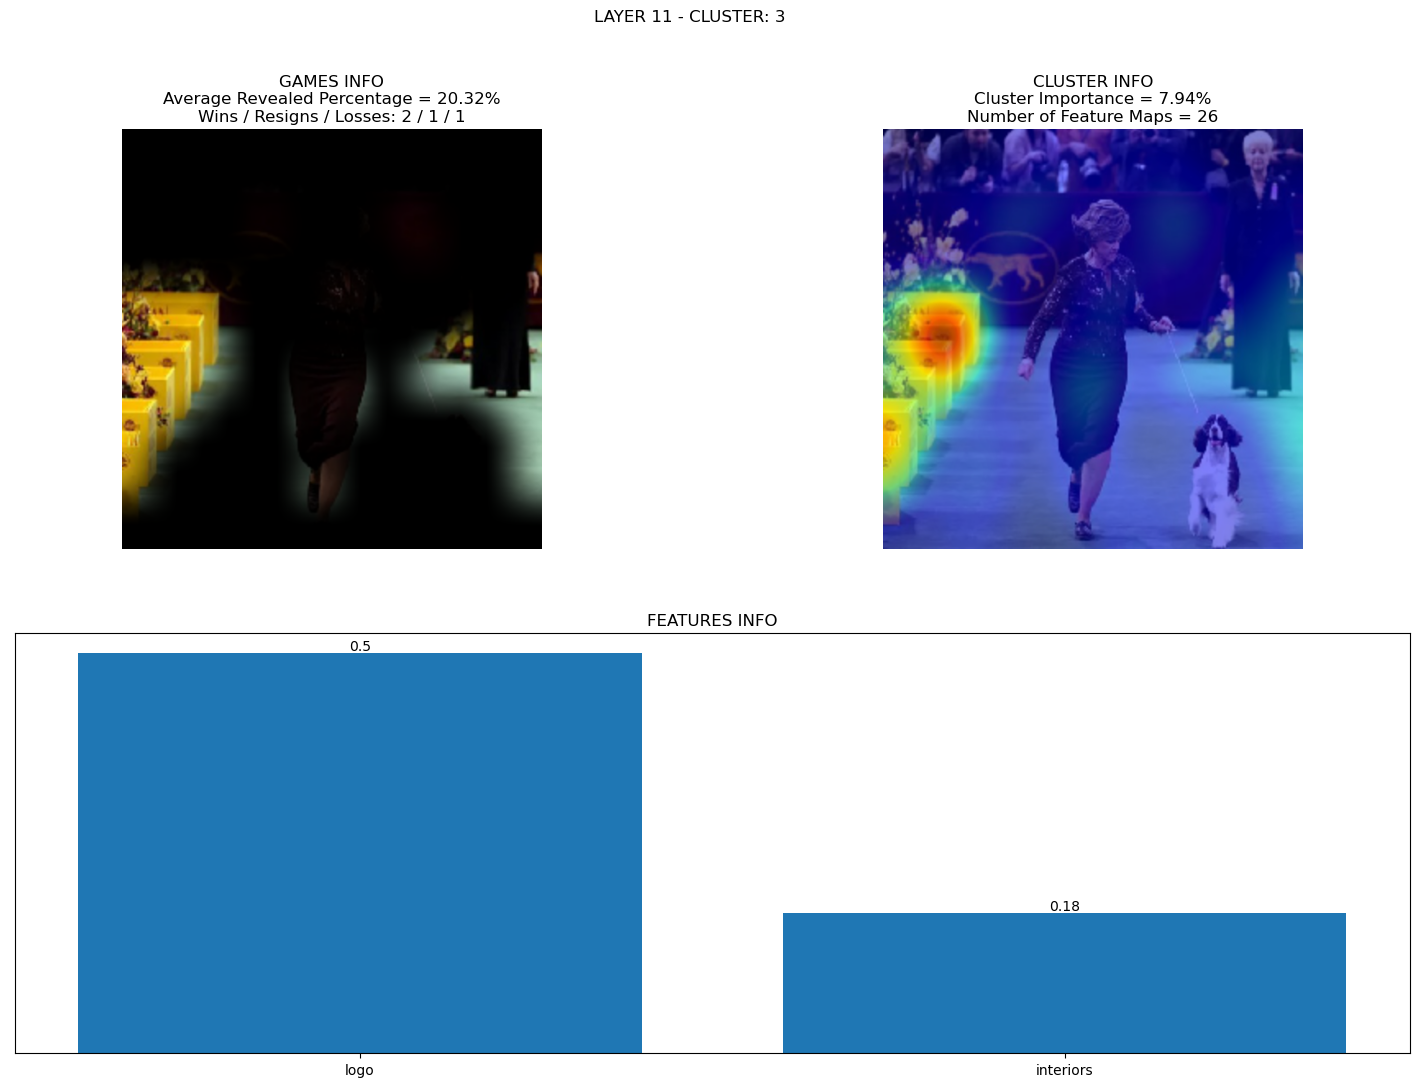 LAYER 11 - CLUSTER: 3
GAMES INFO
Average Revealed Percentage = 20.32%
Wins / Resigns / Losses: 2 / 1 / 1
CLUSTER INFO
Cluster Importance = 7.94%
Number of Feature Maps = 26
FEATURES INFO
0.5
0.18
logo
interiors